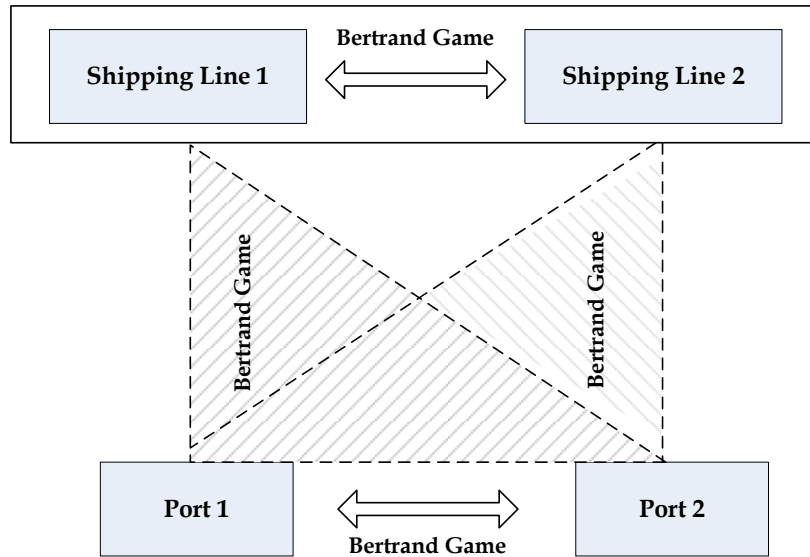 Bertrand Game
Shipping Line 1
Shipping Line 2
Bertrand Game
Bertrand Game
Port 1
Port 2
Bertrand Game